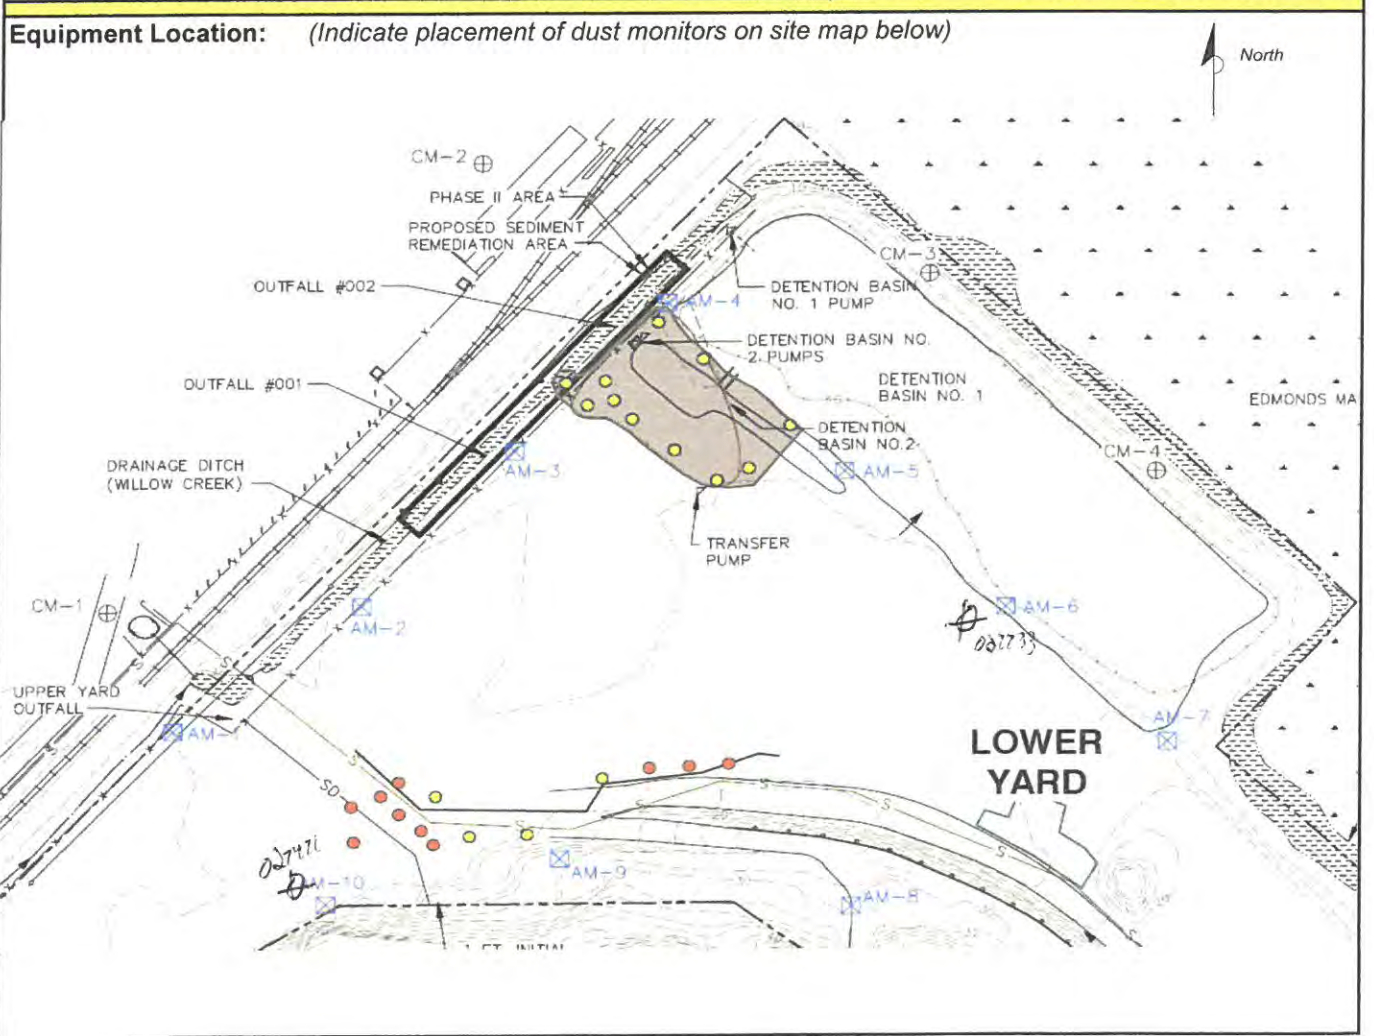 Equipment Location: (Indicate placement of dust monitors on site map below)
North
CM-2
PHASE II AREA
PROPOSED SEDIMENT
REMEDIATION AREA
CM-3
OUTFALL #002
DETENTION BASIN
NO. 1 PUMP
AM-4
DETENTION BASIN NO.
2 PUMPS
OUTFALL #001
DETENTION
BASIN NO. 1
EDMONDS MA
DETENTION
BASIN NO.2
CM-4
AM-3
AM-5
DRAINAGE DITCH
(WILLOW CREEK)
TRANSFER
PUMP
CM-1
AM-2
AM-6
S
S
UPPER YARD
OUTFALL
S
AM-7
LOWER
YARD
S
SD
S
S
S
S
S
AM-9
AM-10
AM-8
S
1 FT INITIAL